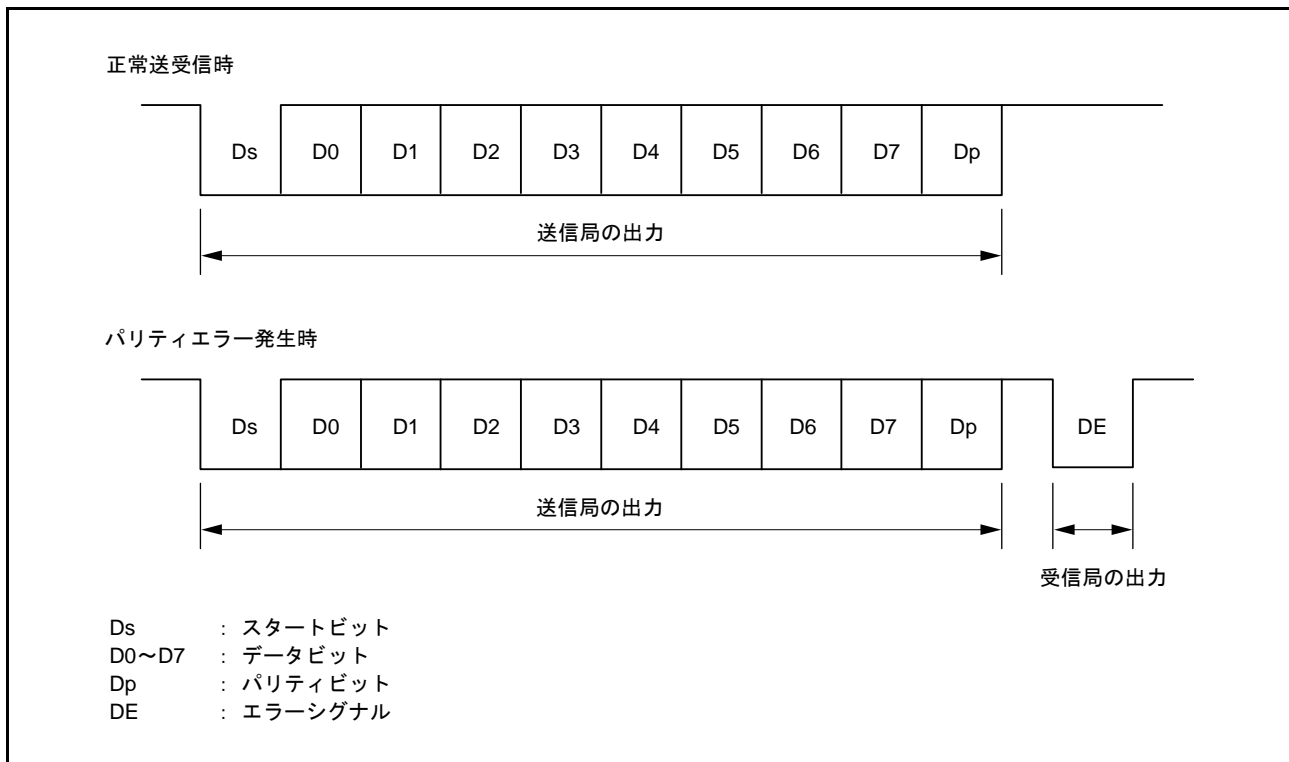 正常送受信時
Ds D0 D1 D2 D3 D4 D5 D6 D7 Dp
送信局の出力
パリティエラー発生時
Ds D0 D1 D2 D3 D4 D5 D6 D7 Dp DE
送信局の出力
受信局の出力
Ds : スタートビット
D0～D7 : データビット
Dp : パリティビット
DE : エラーシグナル